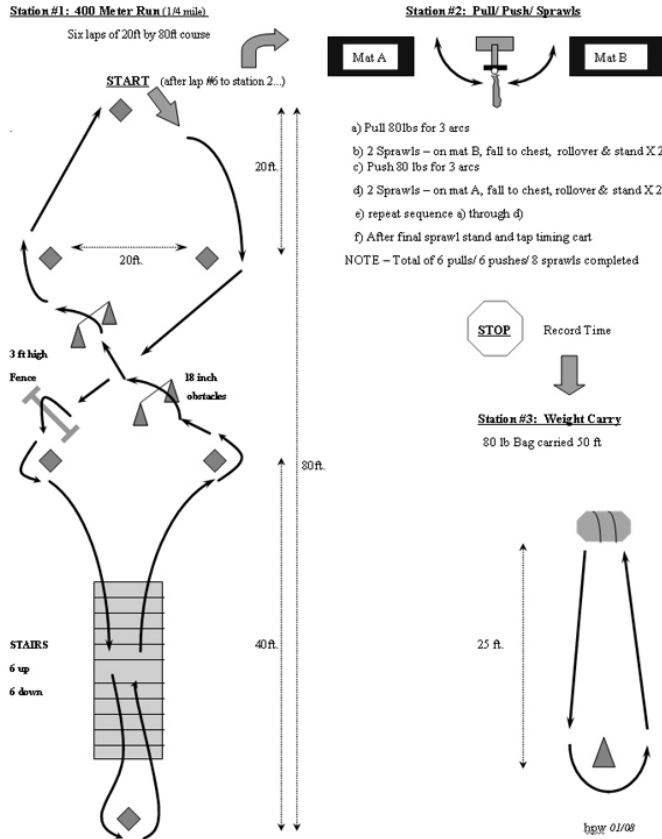 Station #1: 400 Meter Run (1/4 mile)
Six laps of 20ft by 80ft course
START (after lap #6 to station 2...)
20ft.
20ft.
3 ft high
Fence
18 inch
obstacles
80ft.
40ft.
STAIRS
6 up
6 down
Station #2: Pull/ Push/ Sprawls
Mat A
Mat B
a) Pull 80lbs for 3 arcs
b) 2 Sprawls – on mat B, fall to chest, rollover & stand X 2
c) Push 80 lbs for 3 arcs
d) 2 Sprawls – on mat A, fall to chest, rollover & stand X 2
e) repeat sequence a) through d)
f) After final sprawl stand and tap timing cart
NOTE – Total of 6 pulls/ 6 pushes/ 8 sprawls completed
STOP Record Time
Station #3: Weight Carry
80 lb Bag carried 50 ft
25 ft.
bpw 01/08